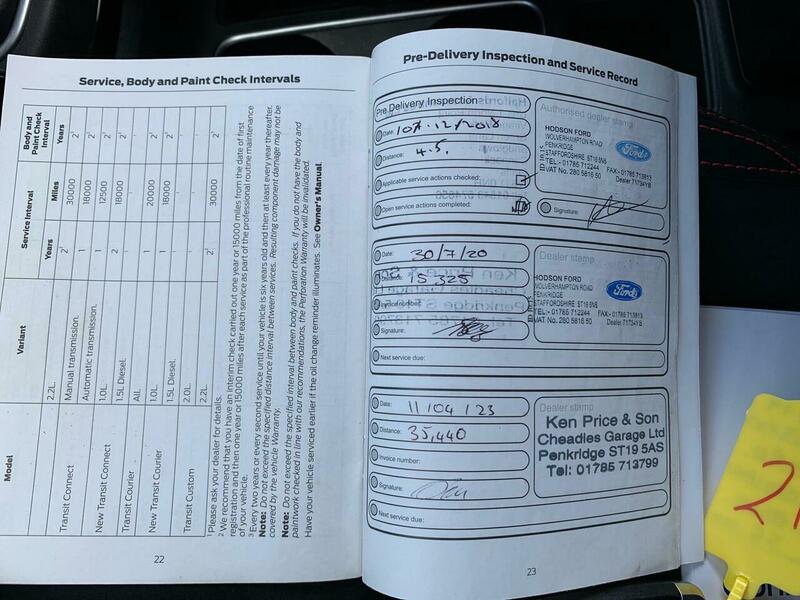 Service, Body and Paint Check Intervals
Model
Variant
Service Interval
Body and Paint Check Interval
Years
Miles
Years
2.2L.
Transit Connect
Manual transmission.
2¹
30000
2²
Automatic transmission.
1
18000
2²
New Transit Connect
1.0L.
1
12500
2²
1.5L Diesel.
2
18000
2²
Transit Courier
All.
-
-
-
New Transit Courier
1.0L.
1
20000
2²
1.5L Diesel.
1
18000
2²
Transit Custom
2.0L.
-
-
-
2.2L.
2¹
30000
2²
¹ Please ask your dealer for details.
² We recommend that you have an interim check carried out one year or 15000 miles from the date of first
registration and then one year or 15000 miles after each service as part of the professional routine maintenance
of your vehicle.
³ Every two years or every second service until your vehicle is six years old and then at least every year thereafter.
Note: Do not exceed the specified distance interval between services. Resulting component damage may not be
covered by the vehicle Warranty.
Note: Do not exceed the specified interval between body and paint checks. If you do not have the body and
paintwork checked in line with our recommendations, the Perforation Warranty will be invalidated.
Have your vehicle serviced earlier if the oil change reminder illuminates. See Owner's Manual.
22
Pre-Delivery Inspection and Service Record
Pre Delivery Inspection
Date: 10 12/2018
Distance: 4.5.
Applicable service actions checked:
Open service actions completed:
Authorised dealer stamp
HODSON FORD
WOLVERHAMPTON ROAD
PENKRIDGE
STAFFORDSHIRE ST19 5NS
TEL:- 01785 712244 FAX:- 01785 713813
VAT No. 280 5616 50 Dealer 71734YB
Ford
Signature:
Date: 30/7/20
Distance: 15,325
Invoice number:
Signature:
Next service due:
Dealer stamp
HODSON FORD
WOLVERHAMPTON ROAD
PENKRIDGE
STAFFORDSHIRE ST19 5NS
TEL:- 01785 712244 FAX:- 01785 713813
VAT No. 280 5616 50 Dealer 71734YB
Ford
Date: 11/04/23
Distance: 35,440
Invoice number:
Signature:
Next service due:
Dealer stamp
Ken Price & Son
Cheadles Garage Ltd
Penkridge ST19 5AS
Tel: 01785 713799
23